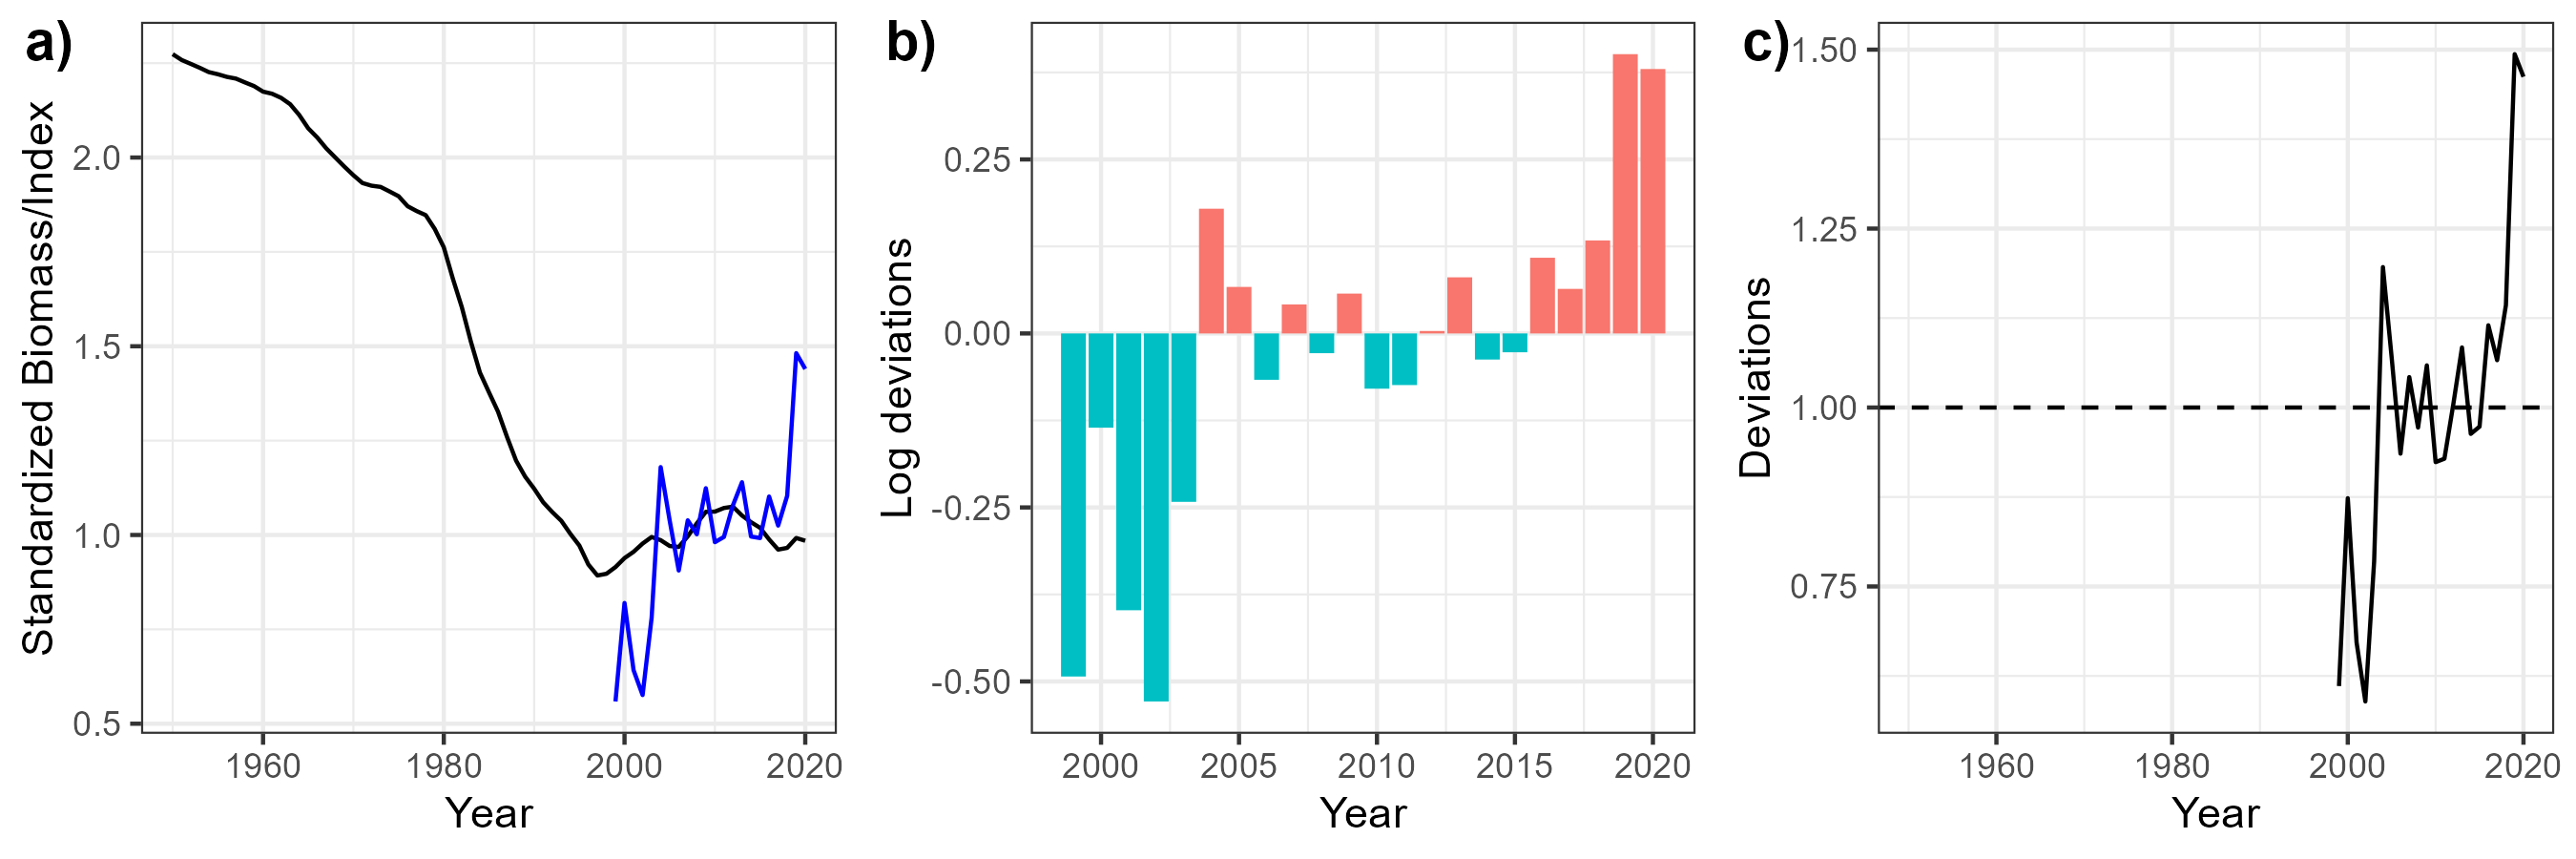 a)
Standardized Biomass/Index
2.0
1.5
1.0
0.5
1960 1980 2000 2020
Year
b)
Log deviations
0.25
0.00
-0.25
-0.50
2000 2005 2010 2015 2020
Year
c)
Deviations
1.50
1.25
1.00
0.75
1960 1980 2000 2020
Year